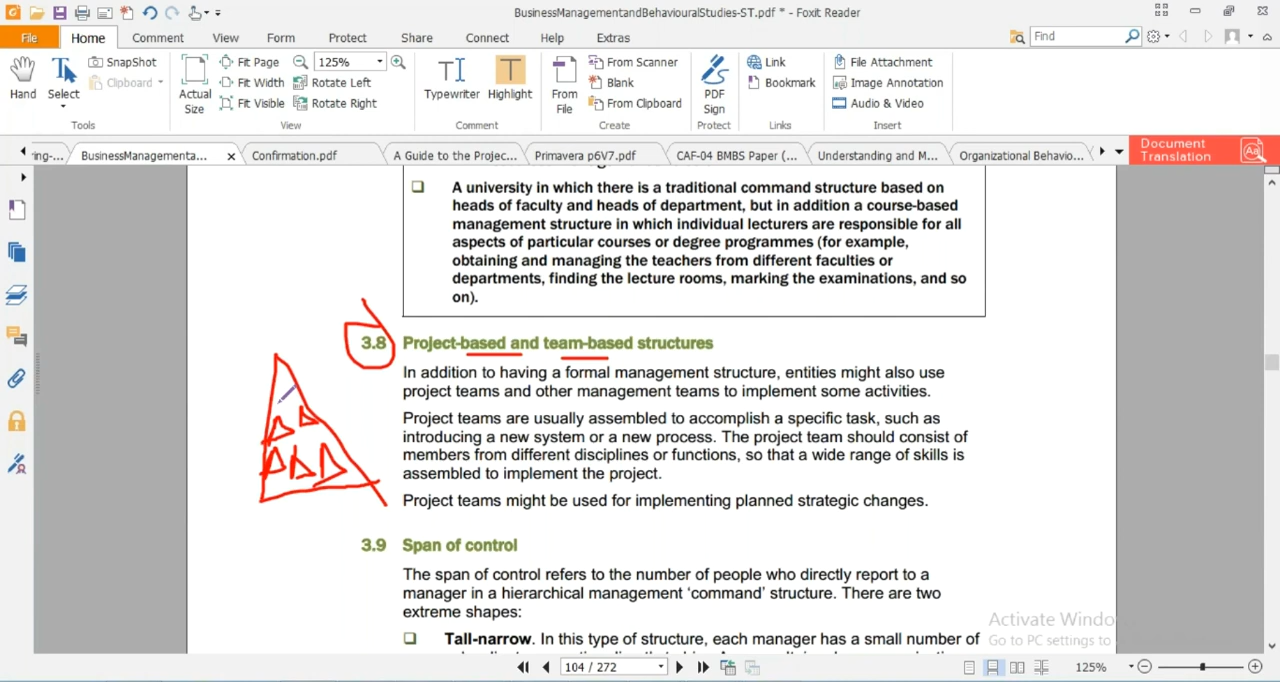 BusinessManagementandBehaviouralStudies-ST.pdf * - Foxit Reader
File Home Comment View Form Protect Share Connect Help Extras Find
SnapShot Fit Page 125% From Scanner Link File Attachment
Clipboard Fit Width Rotate Left Blank Bookmark Image Annotation
Hand Select Actual Size Fit Visible Rotate Right Typewriter Highlight From File From Clipboard PDF Sign Audio & Video
Tools View Comment Create Protect Links Insert
ring-... BusinessManagementa... x Confirmation.pdf A Guide to the Projec... Primavera p6V7.pdf CAF-04 BMBS Paper (... Understanding and M... Organizational Behavio... Document Translation
A university in which there is a traditional command structure based on
heads of faculty and heads of department, but in addition a course-based
management structure in which individual lecturers are responsible for all
aspects of particular courses or degree programmes (for example,
obtaining and managing the teachers from different faculties or
departments, finding the lecture rooms, marking the examinations, and so
on).
3.8 Project-based and team-based structures
In addition to having a formal management structure, entities might also use
project teams and other management teams to implement some activities.
Project teams are usually assembled to accomplish a specific task, such as
introducing a new system or a new process. The project team should consist of
members from different disciplines or functions, so that a wide range of skills is
assembled to implement the project.
Project teams might be used for implementing planned strategic changes.
3.9 Span of control
The span of control refers to the number of people who directly report to a
manager in a hierarchical management ‘command’ structure. There are two
extreme shapes:
Tall-narrow. In this type of structure, each manager has a small number of
Activate Windo
Go to PC settings to
104 / 272 125%